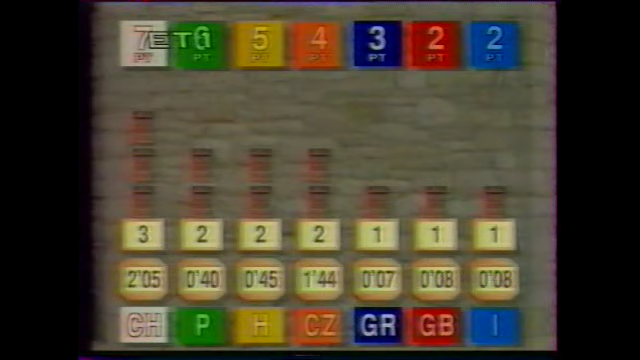 7 6 5 4 3 2 2
ET1
PT PT PT PT PT PT PT
3 2 2 2 1 1 1
2'05 0'40 0'45 1'44 0'07 0'08 0'08
CH P H CZ GR GB I